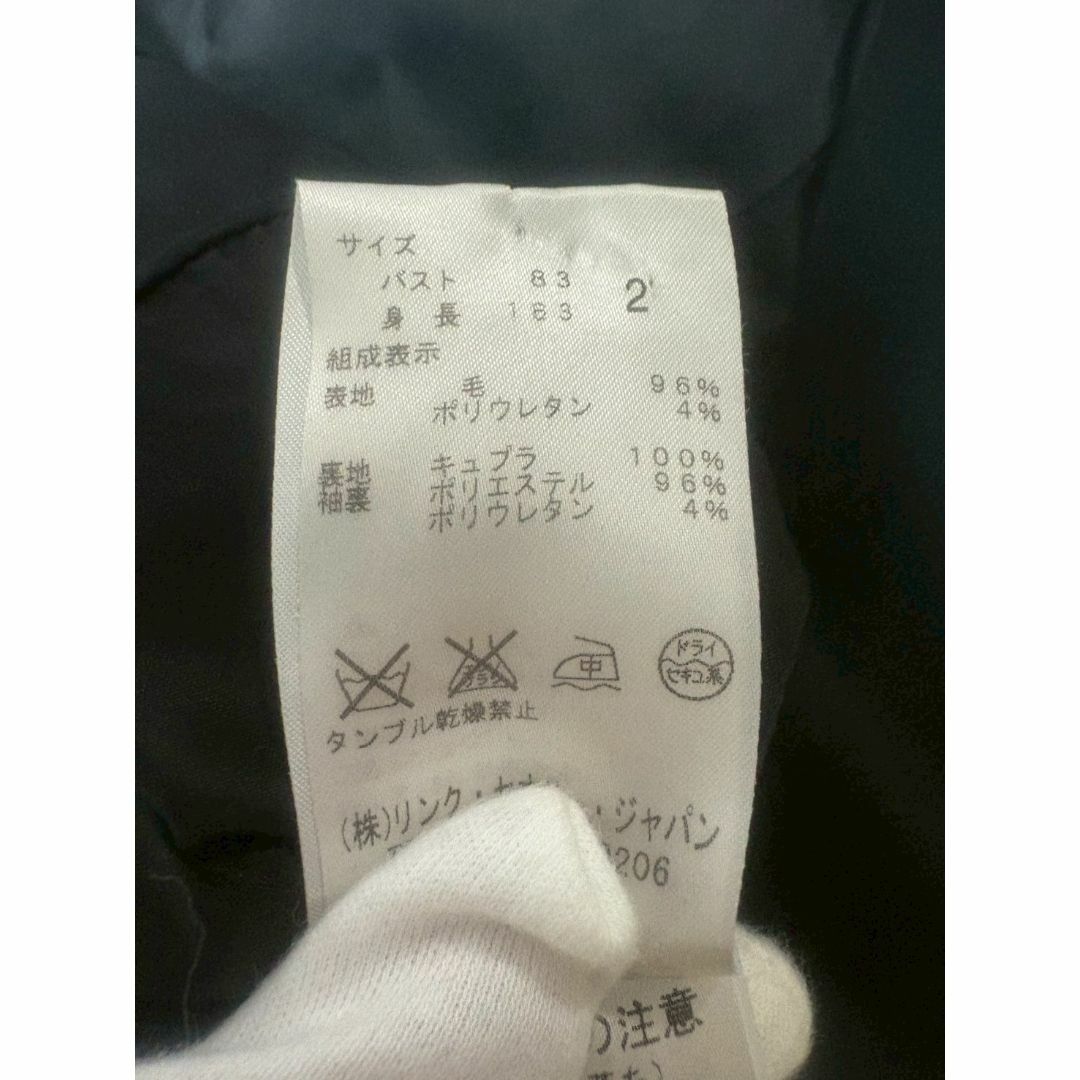 サイズ
バスト 83
身長 163 2
組成表示
表地 毛 96%
ポリウレタン 4%
裏地 キュプラ 100%
袖裏 ポリエステル 96%
ポリウレタン 4%
中
ドライ
セキユ系
タンブル乾燥禁止
(株)リンク・ ・ジャパン
206
の注意